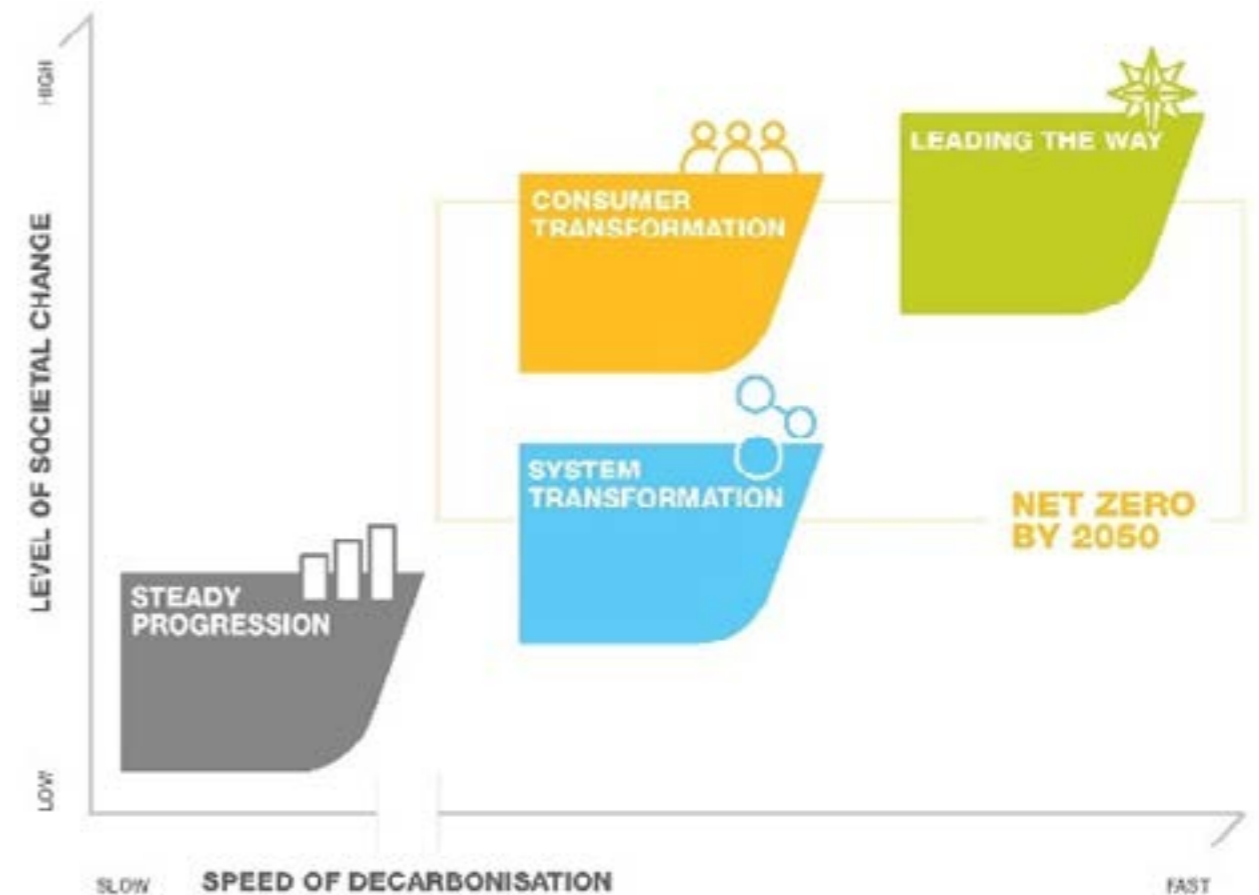 HIGH
LEADING THE WAY
CONSUMER
TRANSFORMATION
LEVEL OF SOCIETAL CHANGE
SYSTEM
TRANSFORMATION
NET ZERO
BY 2050
STEADY
PROGRESSION
LOW
SLOW
SPEED OF DECARBONISATION
FAST